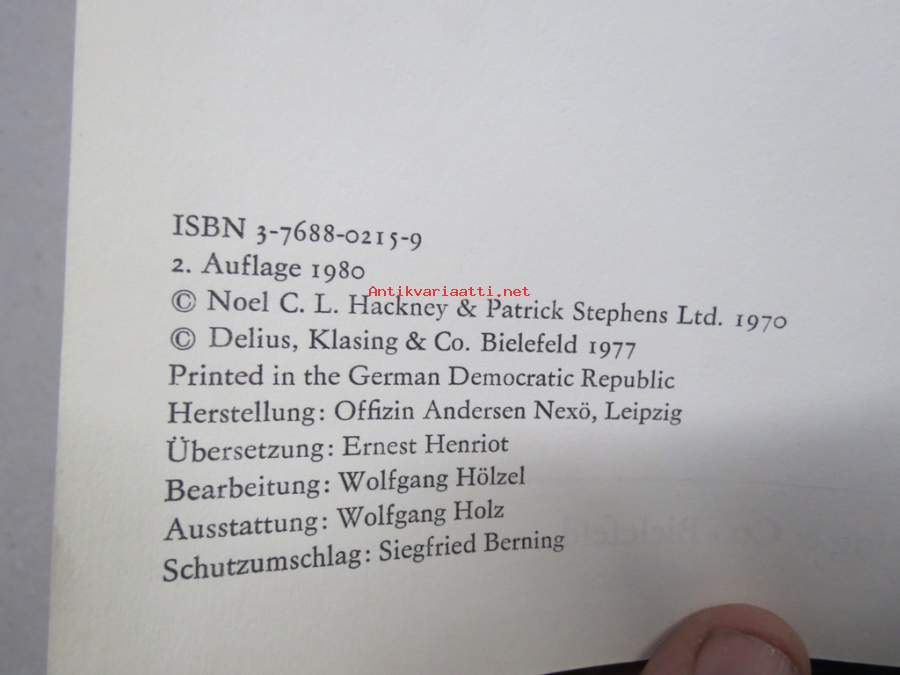 ISBN 3-7688-0215-9
2. Auflage 1980
Antikvariaatti.net
© Noel C. L. Hackney & Patrick Stephens Ltd. 1970
© Delius, Klasing & Co. Bielefeld 1977
Printed in the German Democratic Republic
Herstellung: Offizin Andersen Nexö, Leipzig
Übersetzung: Ernest Henriot
Bearbeitung: Wolfgang Hölzel
Ausstattung: Wolfgang Holz
Schutzumschlag: Siegfried Berning